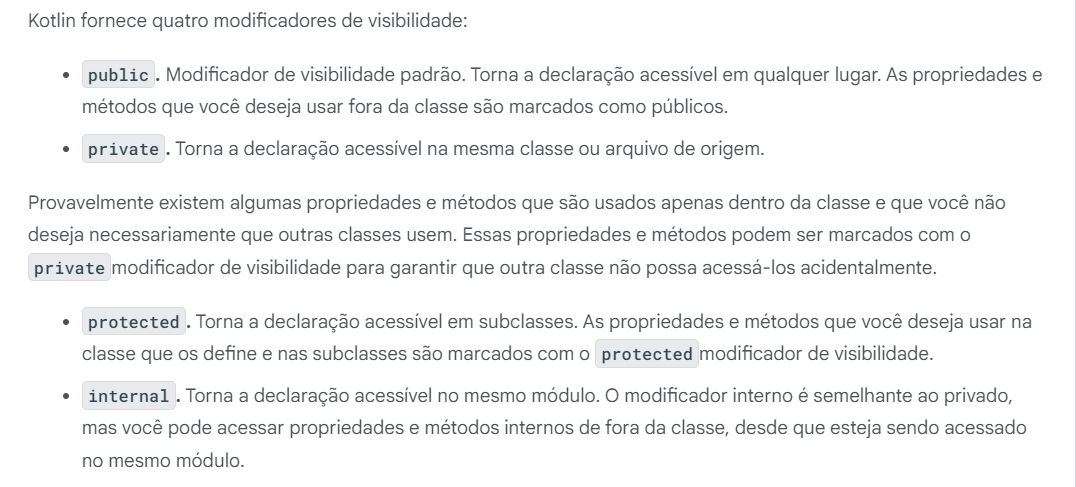 Kotlin fornece quatro modificadores de visibilidade:
• public. Modificador de visibilidade padrão. Torna a declaração acessível em qualquer lugar. As propriedades e
métodos que você deseja usar fora da classe são marcados como públicos.
• private. Torna a declaração acessível na mesma classe ou arquivo de origem.
Provavelmente existem algumas propriedades e métodos que são usados apenas dentro da classe e que você não
deseja necessariamente que outras classes usem. Essas propriedades e métodos podem ser marcados com o
private modificador de visibilidade para garantir que outra classe não possa acessá-los acidentalmente.
• protected. Torna a declaração acessível em subclasses. As propriedades e métodos que você deseja usar na
classe que os define e nas subclasses são marcados com o protected modificador de visibilidade.
• internal. Torna a declaração acessível no mesmo módulo. O modificador interno é semelhante ao privado,
mas você pode acessar propriedades e métodos internos de fora da classe, desde que esteja sendo acessado
no mesmo módulo.